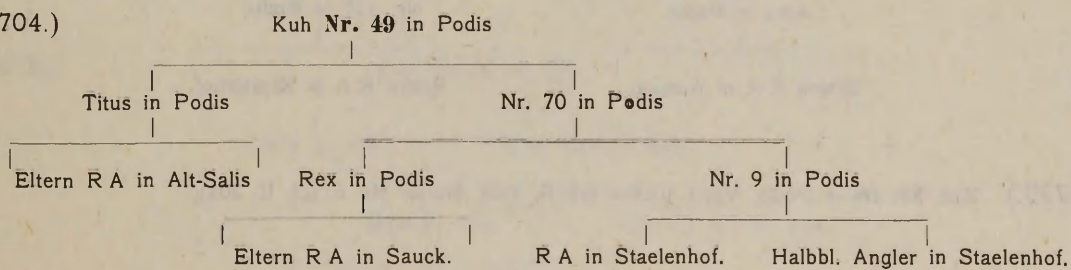 704.) Kuh Nr. 49 in Podis
Titus in Podis Nr. 70 in Podis
Eltern R A in Alt-Salis Rex in Podis Nr. 9 in Podis
Eltern R A in Sauck. R A in Staelenhof. Halbbl. Angler in Staelenhof.